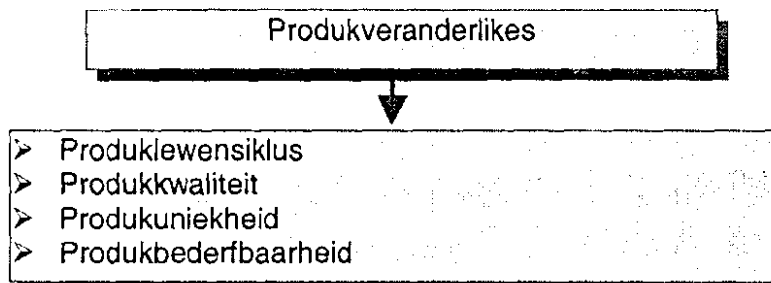 Produkveranderlikes
➢ Produklewensiklus
➢ Produkkwaliteit
➢ Produkuniekheid
➢ Produkbederfbaarheid